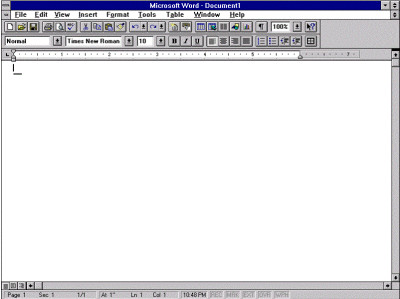 Microsoft Word - Document1
File Edit View Insert Format Tools Table Window Help
100%
Normal Times New Roman 10 B I U
Page 1 Sec 1 1/1 At 1" Ln 1 Col 1 10:48 PM REC MRK EXT OVR WPH